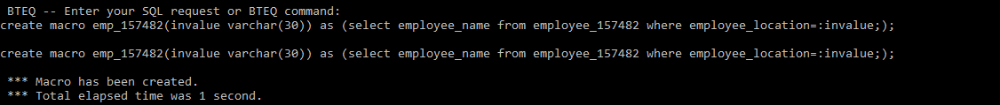 BTEQ -- Enter your SQL request or BTEQ command:
create macro emp_157482(invalue varchar(30)) as (select employee_name from employee_157482 where employee_location=:invalue;);
create macro emp_157482(invalue varchar(30)) as (select employee_name from employee_157482 where employee_location=:invalue;);
*** Macro has been created.
*** Total elapsed time was 1 second.